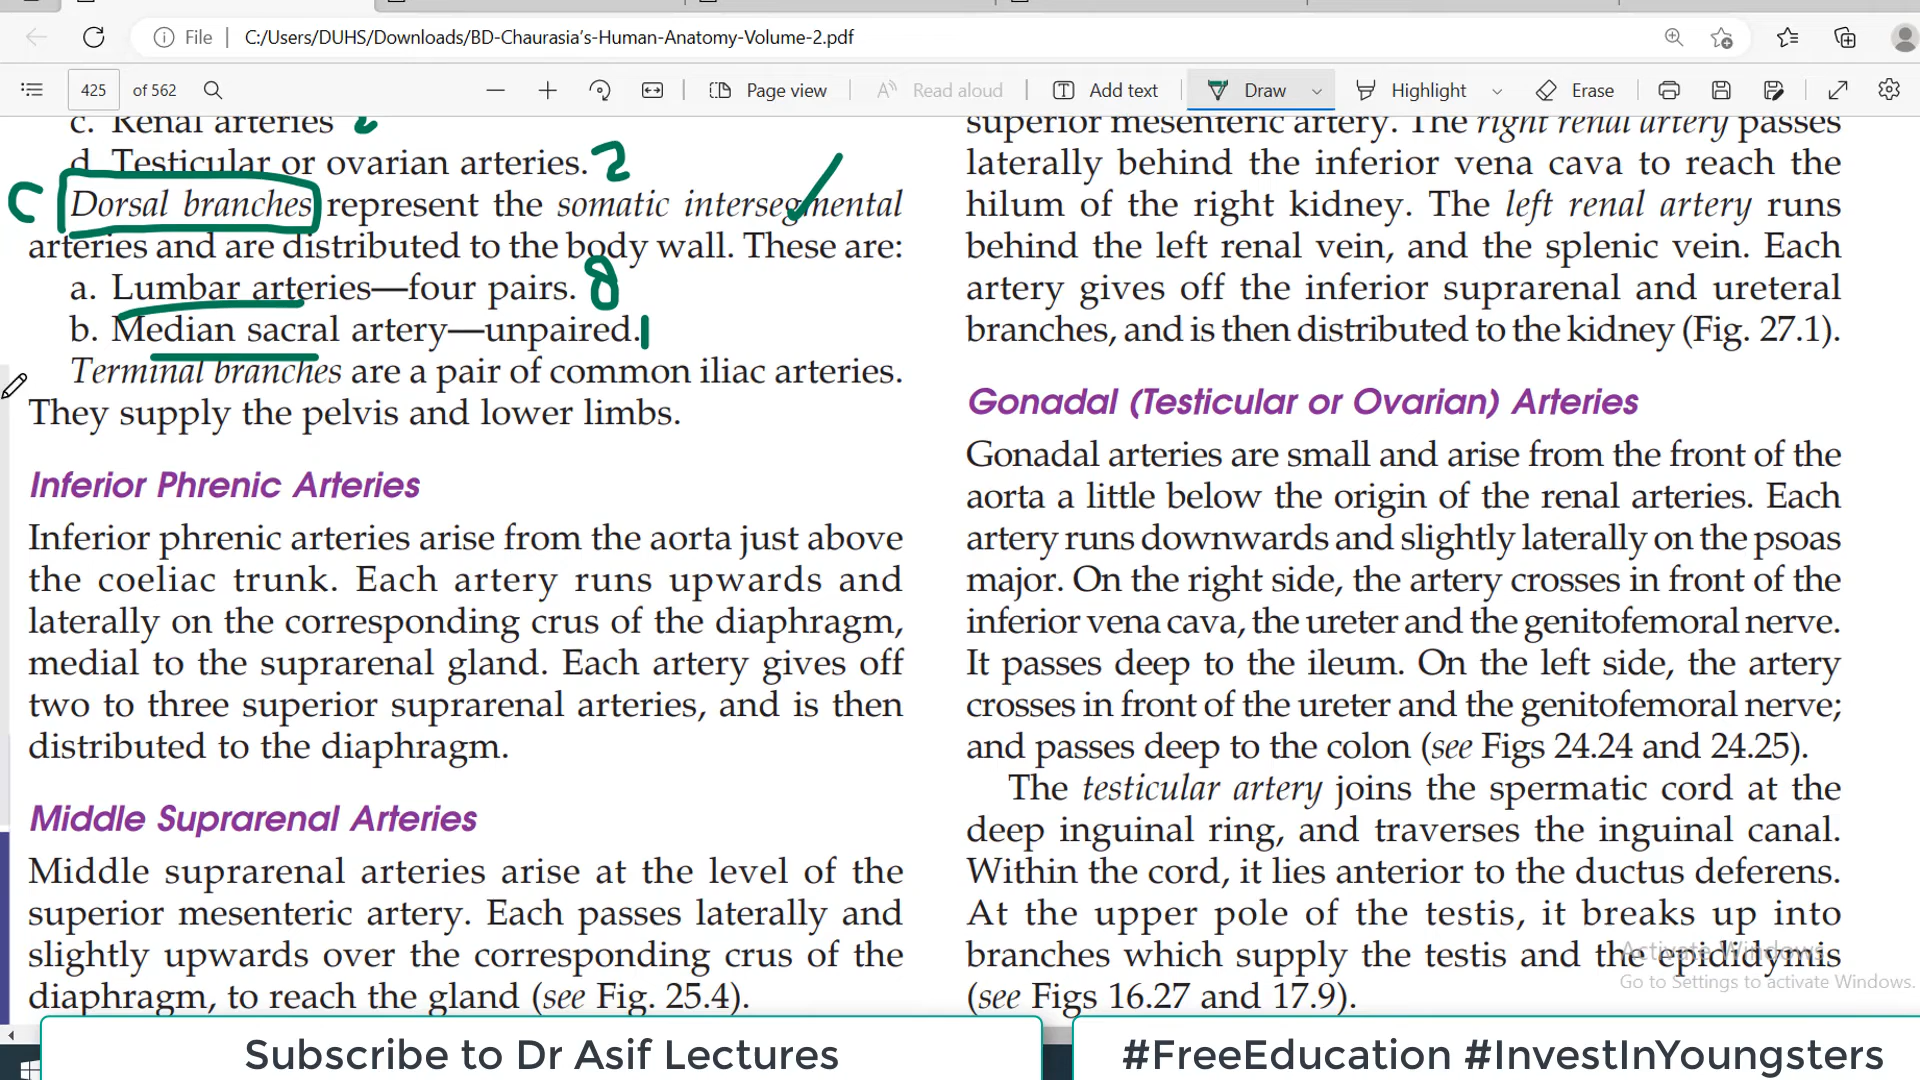 File C:/Users/DUHS/Downloads/BD-Chaurasia's-Human-Anatomy-Volume-2.pdf
425 of 562 Page view Read aloud Add text Draw Highlight Erase
c. Renal arteries 2
d. Testicular or ovarian arteries. 2
C Dorsal branches represent the somatic intersegmental
arteries and are distributed to the body wall. These are:
a. Lumbar arteries—four pairs. 8
b. Median sacral artery—unpaired. 1
Terminal branches are a pair of common iliac arteries.
They supply the pelvis and lower limbs.
Inferior Phrenic Arteries
Inferior phrenic arteries arise from the aorta just above
the coeliac trunk. Each artery runs upwards and
laterally on the corresponding crus of the diaphragm,
medial to the suprarenal gland. Each artery gives off
two to three superior suprarenal arteries, and is then
distributed to the diaphragm.
Middle Suprarenal Arteries
Middle suprarenal arteries arise at the level of the
superior mesenteric artery. Each passes laterally and
slightly upwards over the corresponding crus of the
diaphragm, to reach the gland (see Fig. 25.4).
superior mesenteric artery. The right renal artery passes
laterally behind the inferior vena cava to reach the
hilum of the right kidney. The left renal artery runs
behind the left renal vein, and the splenic vein. Each
artery gives off the inferior suprarenal and ureteral
branches, and is then distributed to the kidney (Fig. 27.1).
Gonadal (Testicular or Ovarian) Arteries
Gonadal arteries are small and arise from the front of the
aorta a little below the origin of the renal arteries. Each
artery runs downwards and slightly laterally on the psoas
major. On the right side, the artery crosses in front of the
inferior vena cava, the ureter and the genitofemoral nerve.
It passes deep to the ileum. On the left side, the artery
crosses in front of the ureter and the genitofemoral nerve;
and passes deep to the colon (see Figs 24.24 and 24.25).
The testicular artery joins the spermatic cord at the
deep inguinal ring, and traverses the inguinal canal.
Within the cord, it lies anterior to the ductus deferens.
At the upper pole of the testis, it breaks up into
branches which supply the testis and the epididymis
(see Figs 16.27 and 17.9).
Activate Windows
Go to Settings to activate Windows.
Subscribe to Dr Asif Lectures
#FreeEducation #InvestInYoungsters